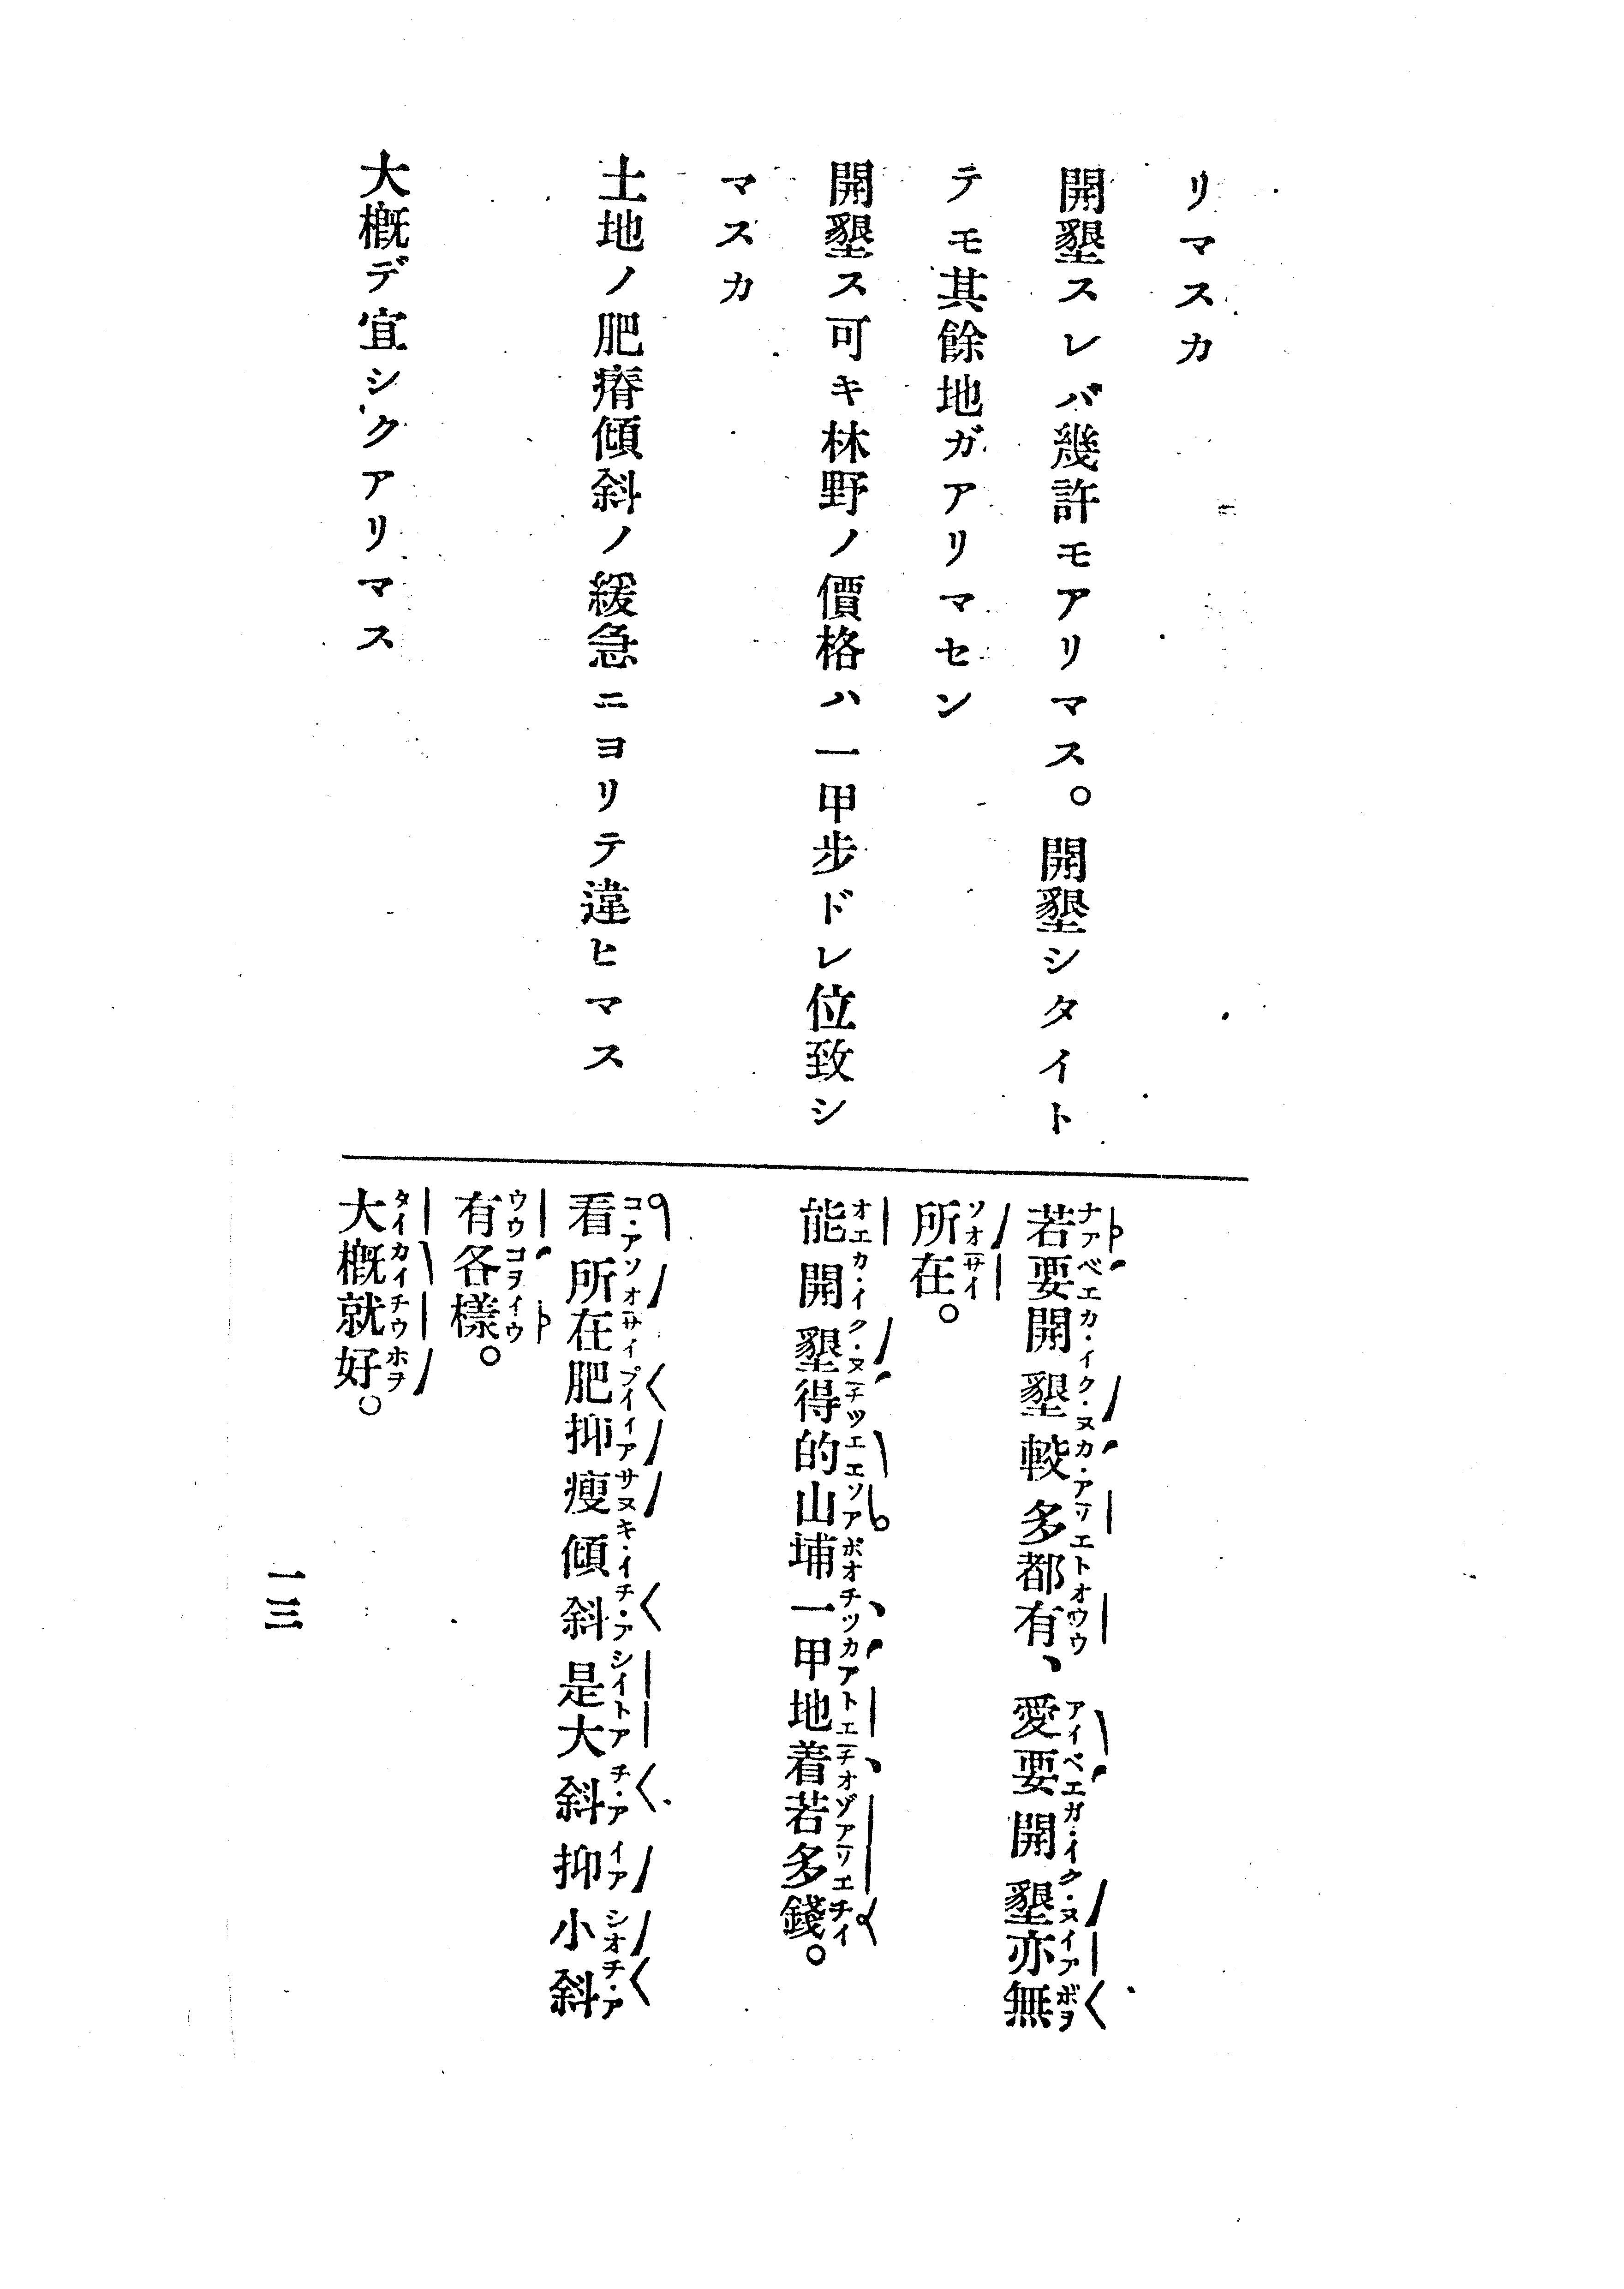 リマスカ
開墾スレバ幾許モアリマス。開墾シタイト
テモ其餘地ガアリマセン
開墾ス可キ林野ノ價格ハ一甲步ドレ位致シ
マスカ
土地ノ肥瘠傾斜ノ緩急ニヨリテ違ヒマス
大槪デ宜シクアリマス
若要開墾較多都有、愛要開墾亦無
所在。
能開墾得的山埔一甲地着若多錢。
看所在肥抑瘦傾斜是大斜抑小斜
有各樣。
大槪就好。
一三